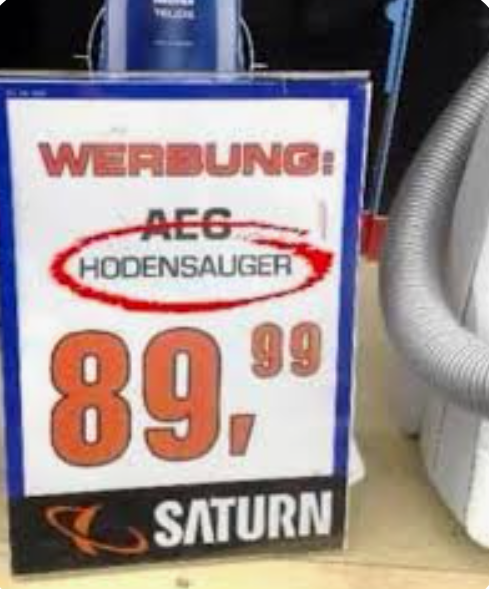 WERBUNG:
AEG
HODENSAUGER
89,99
SATURN